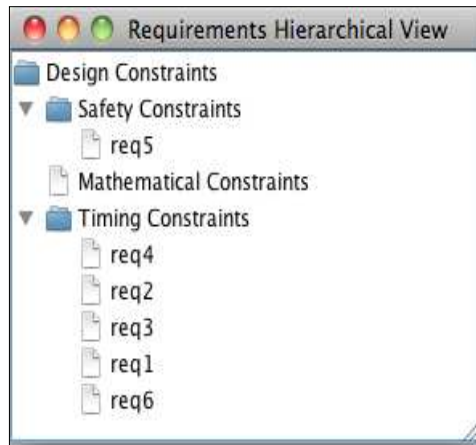 Requirements Hierarchical View
Design Constraints
Safety Constraints
req5
Mathematical Constraints
Timing Constraints
req4
req2
req3
req1
req6